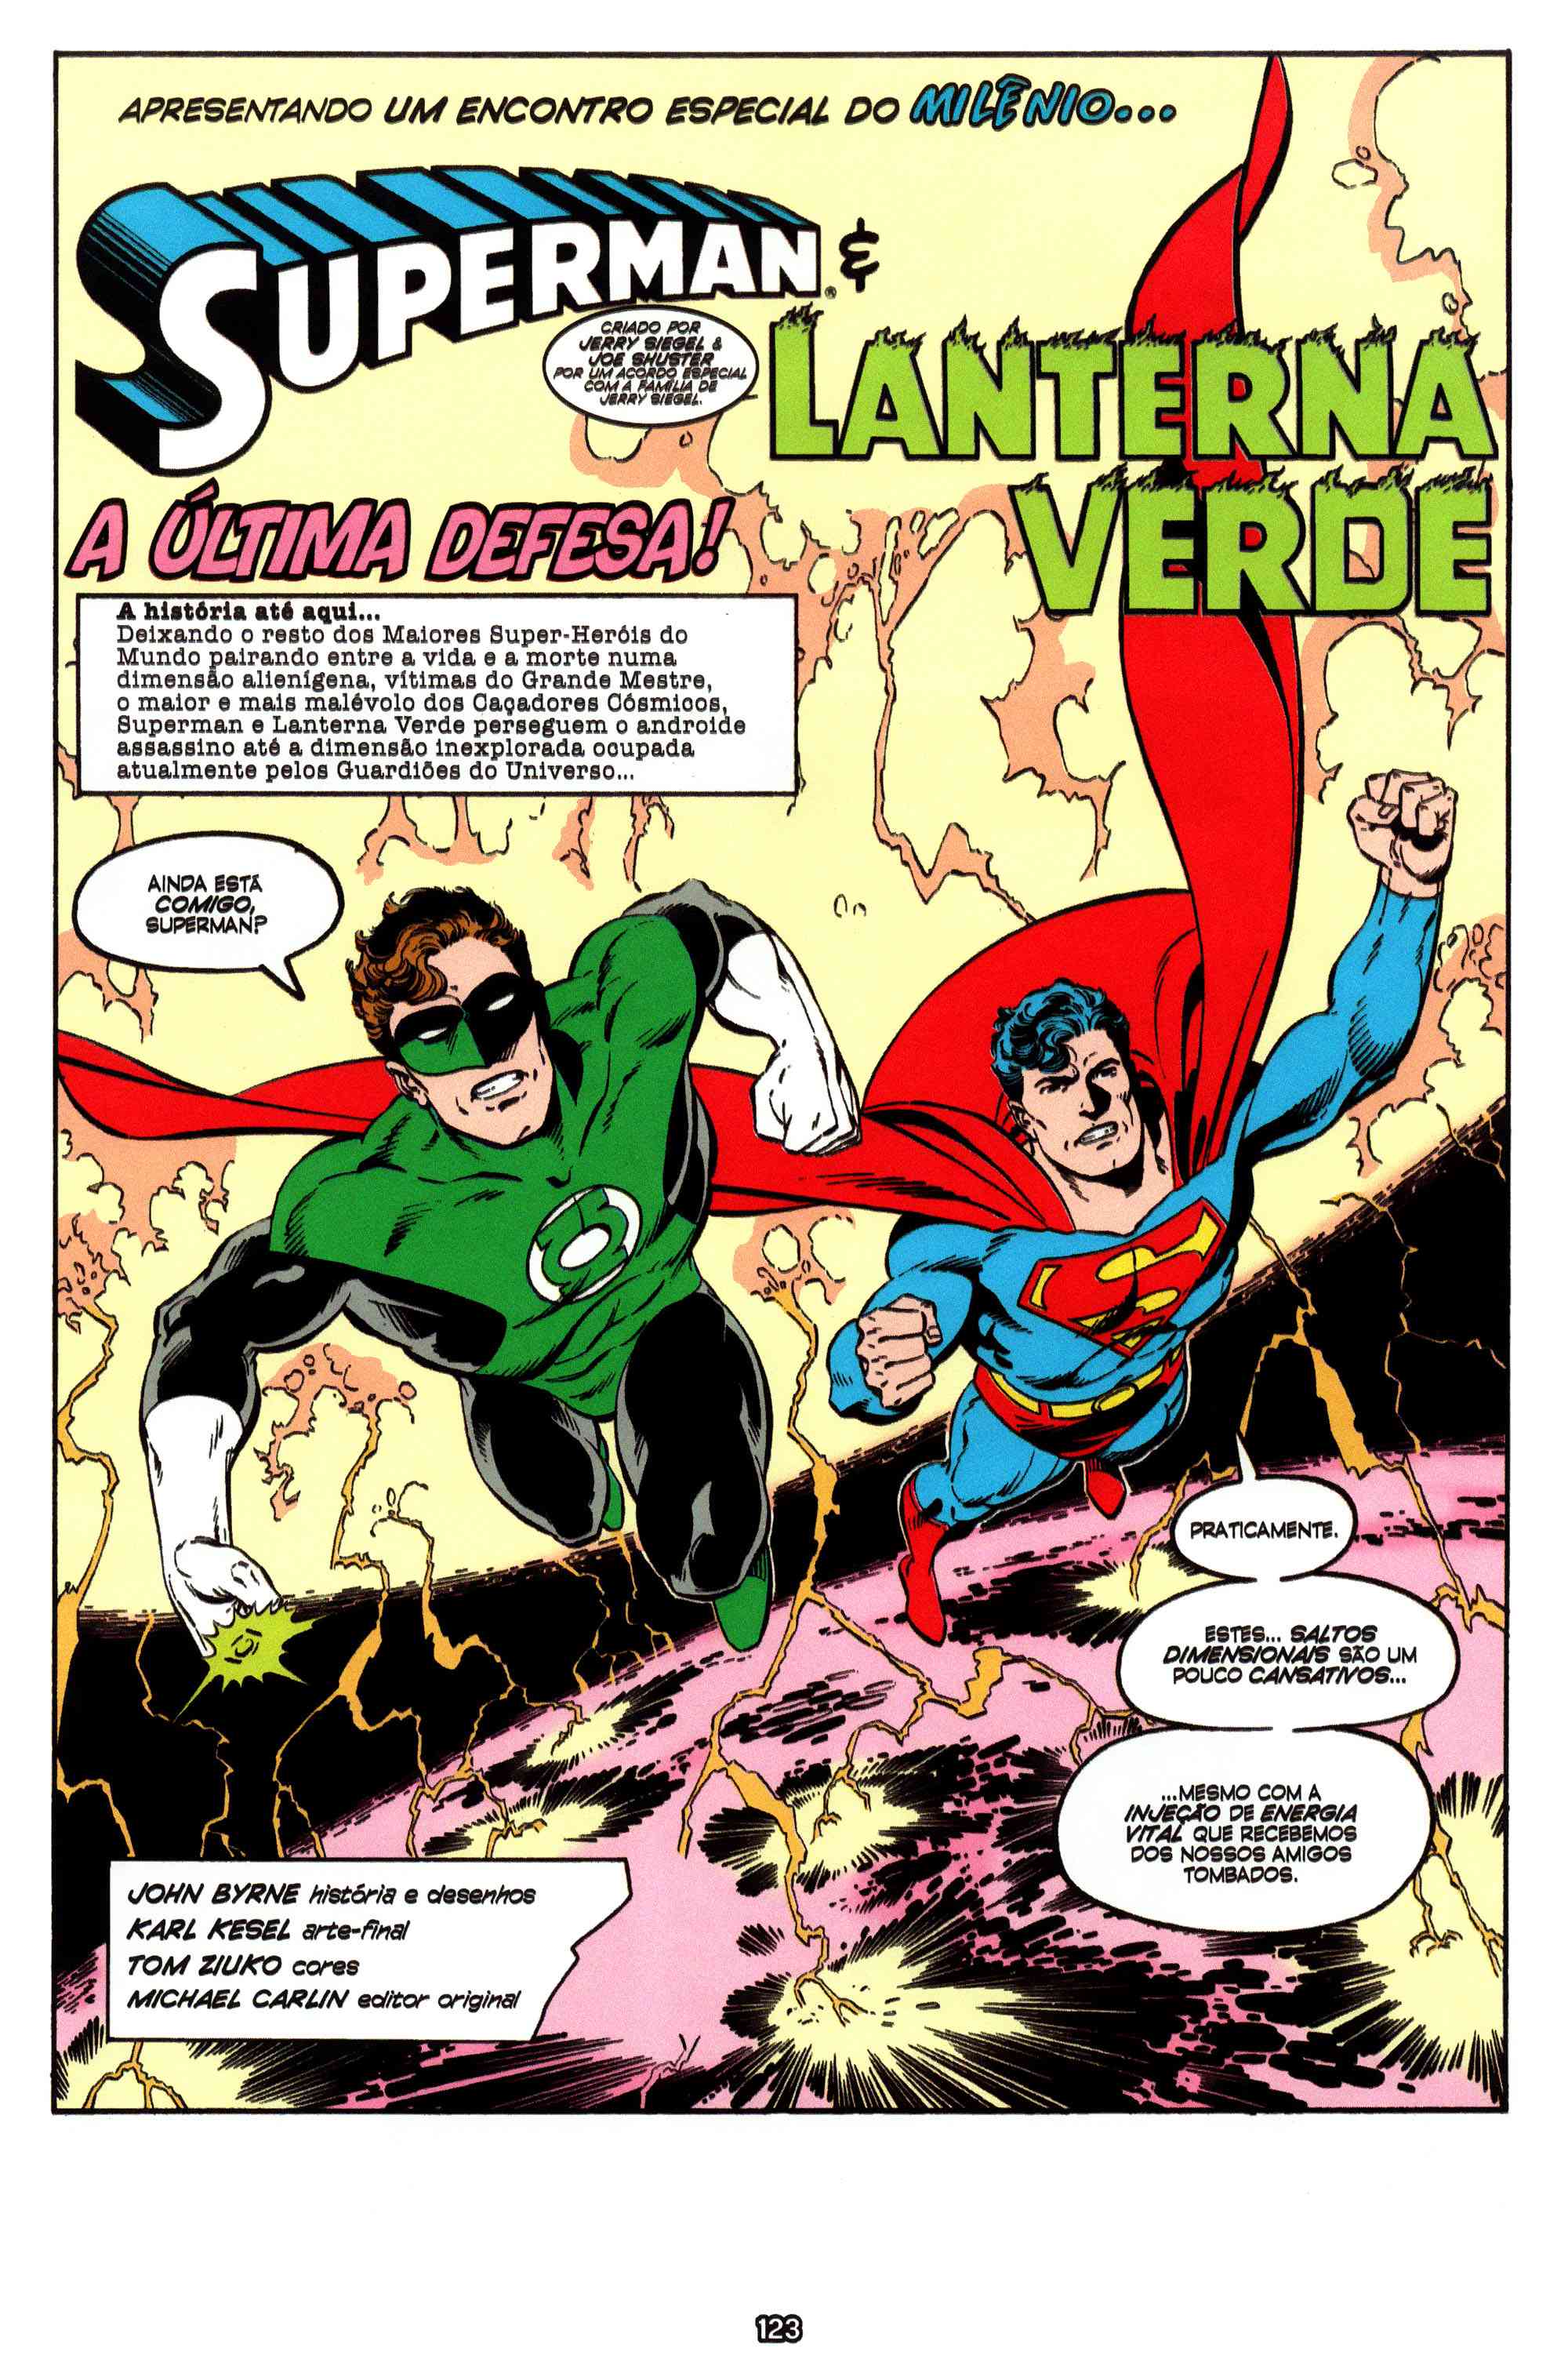 APRESENTANDO UM ENCONTRO ESPECIAL DO MILÊNIO...
SUPERMAN ®
&
CRIADO POR
JERRY SIEGEL &
JOE SHUSTER
POR UM ACORDO ESPECIAL
COM A FAMÍLIA DE
JERRY SIEGEL.
LANTERNA
VERDE
A ÚLTIMA DEFESA!
A história até aqui...
Deixando o resto dos Maiores Super-Heróis do
Mundo pairando entre a vida e a morte numa
dimensão alienígena, vítimas do Grande Mestre,
o maior e mais malévolo dos Caçadores Cósmicos,
Superman e Lanterna Verde perseguem o androide
assassino até a dimensão inexplorada ocupada
atualmente pelos Guardiões do Universo...
AINDA ESTÁ
COMIGO,
SUPERMAN?
PRATICAMENTE.
ESTES... SALTOS
DIMENSIONAIS SÃO UM
POUCO CANSATIVOS...
...MESMO COM A
INJEÇÃO DE ENERGIA
VITAL QUE RECEBEMOS
DOS NOSSOS AMIGOS
TOMBADOS.
JOHN BYRNE história e desenhos
KARL KESEL arte-final
TOM ZIUKO cores
MICHAEL CARLIN editor original
123